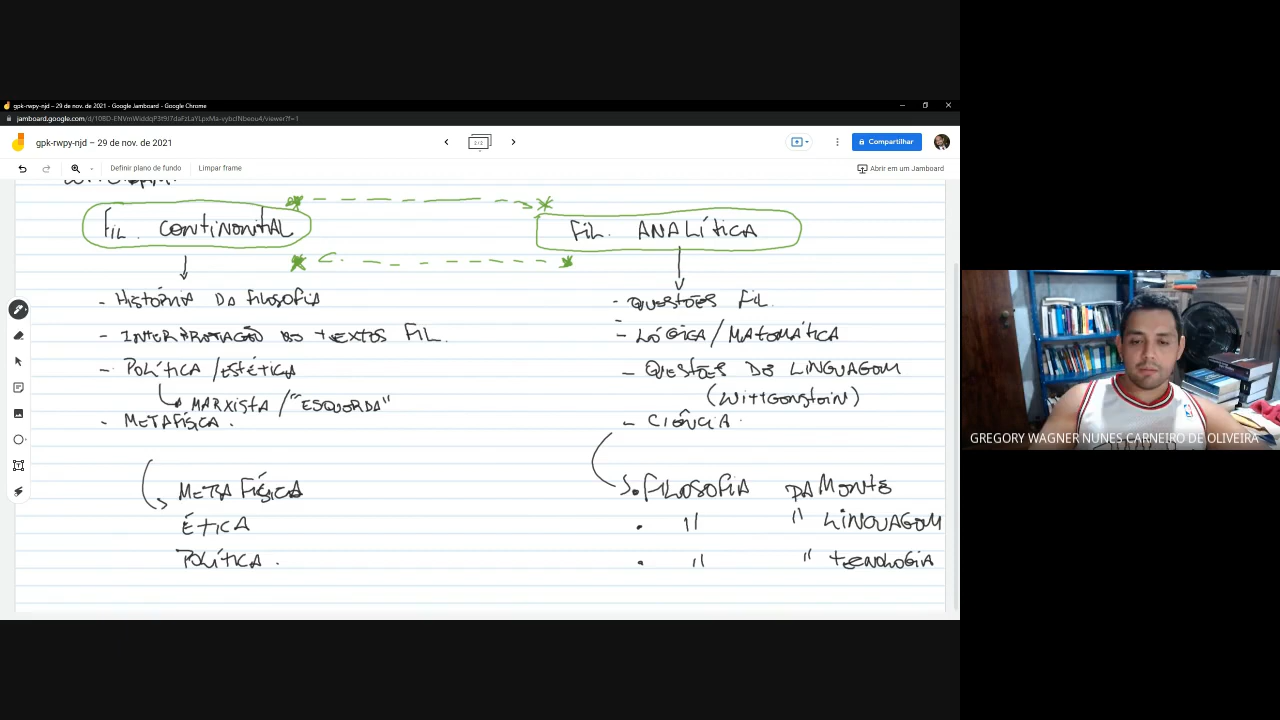 gpk-rwpy-njd – 29 de nov. de 2021 - Google Jamboard - Google Chrome
gpk-rwpy-njd – 29 de nov. de 2021
2/2
Compartilhar
Definir plano de fundo
Limpar frame
Abrir em um Jamboard
FIL. CONTINENTAL
FIL. ANALÍTICA
- HISTÓRIA DA FILOSOFIA
- QUESTÕES FIL.
- INTERPRETAÇÃO DE TEXTOS FIL.
- LÓGICA/MATEMÁTICA
- POLÍTICA/ESTÉTICA
- QUESTÕES DE LINGUAGEM
MARXISTA/"ESQUERDA"
(WITTGENSTEIN)
- METAFÍSICA.
- CIÊNCIA.
METAFÍSICA
. FILOSOFIA DA MENTE
ÉTICA
. " " LINGUAGEM
POLÍTICA.
. " " TECNOLOGIA
GREGORY WAGNER NUNES CARNEIRO DE OLIVEIRA